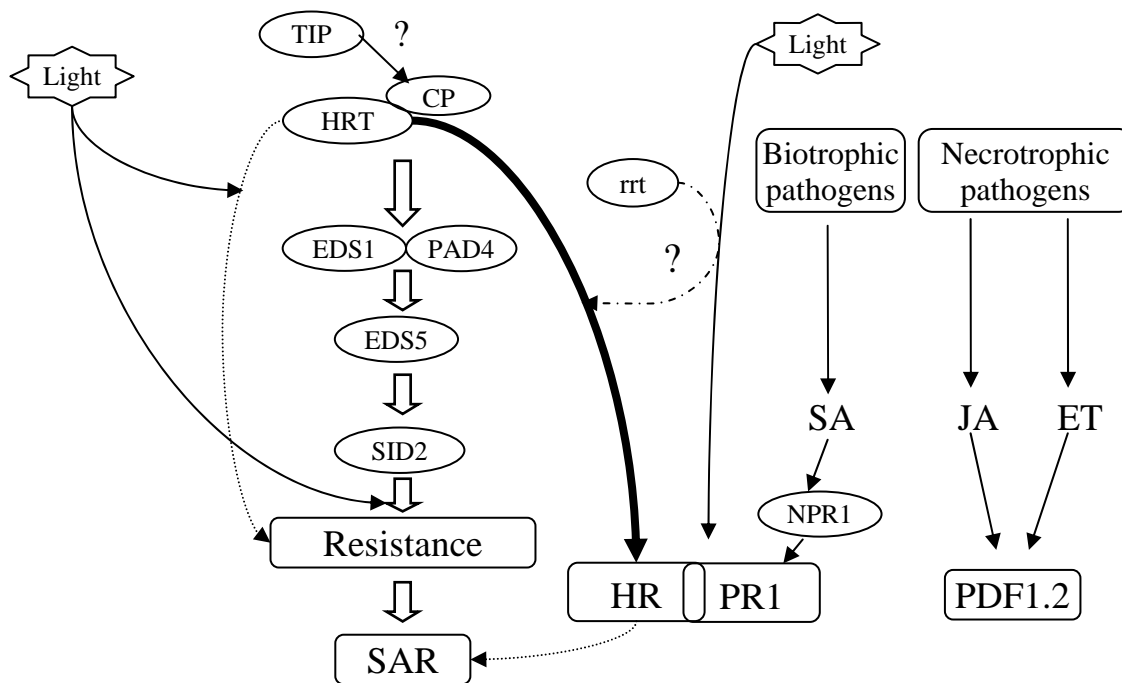 TIP
?
Light
Light
CP
HRT
Biotrophic
pathogens
Necrotrophic
pathogens
rrt
EDS1
PAD4
?
EDS5
SA
JA
ET
SID2
NPR1
Resistance
HR
PR1
PDF1.2
SAR